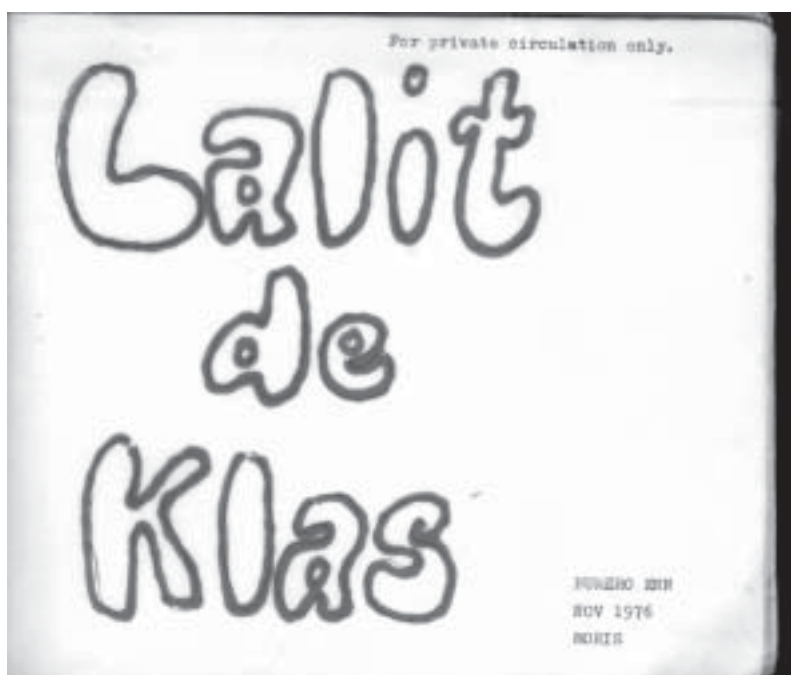 For private circulation only.
Lalit
de
Klas
NUMERO ENN
NOV 1976
MORIS